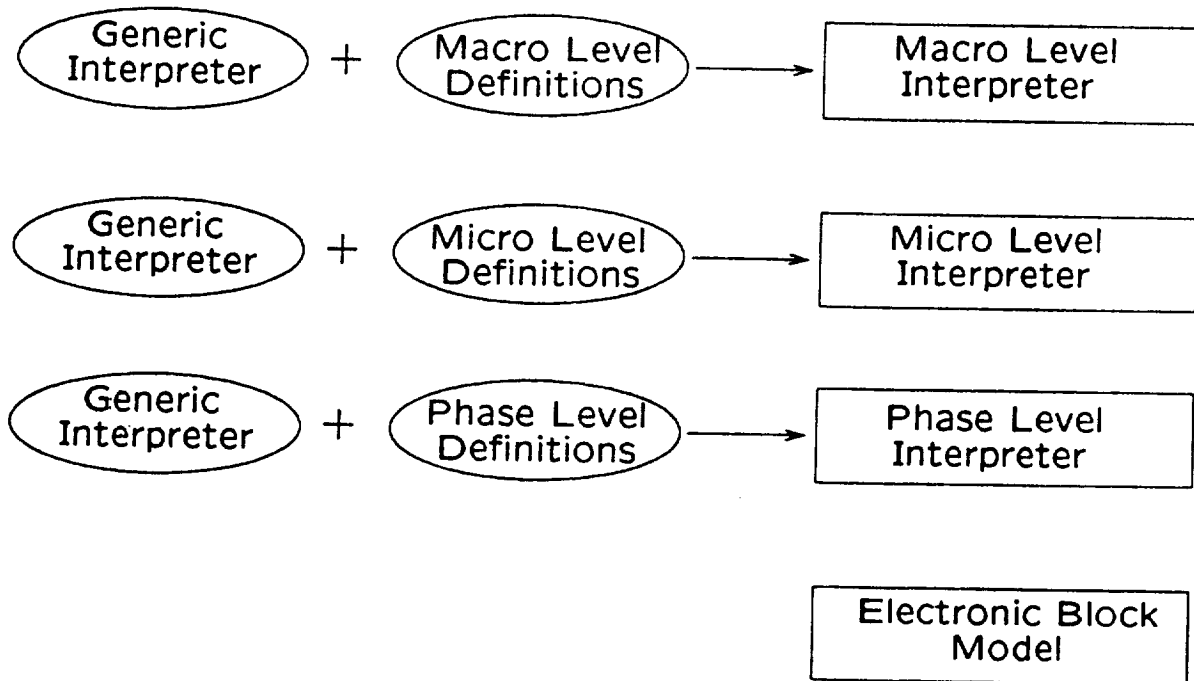 Generic
Interpreter
+
Macro Level
Definitions
Macro Level
Interpreter
Generic
Interpreter
+
Micro Level
Definitions
Micro Level
Interpreter
Generic
Interpreter
+
Phase Level
Definitions
Phase Level
Interpreter
Electronic Block
Model